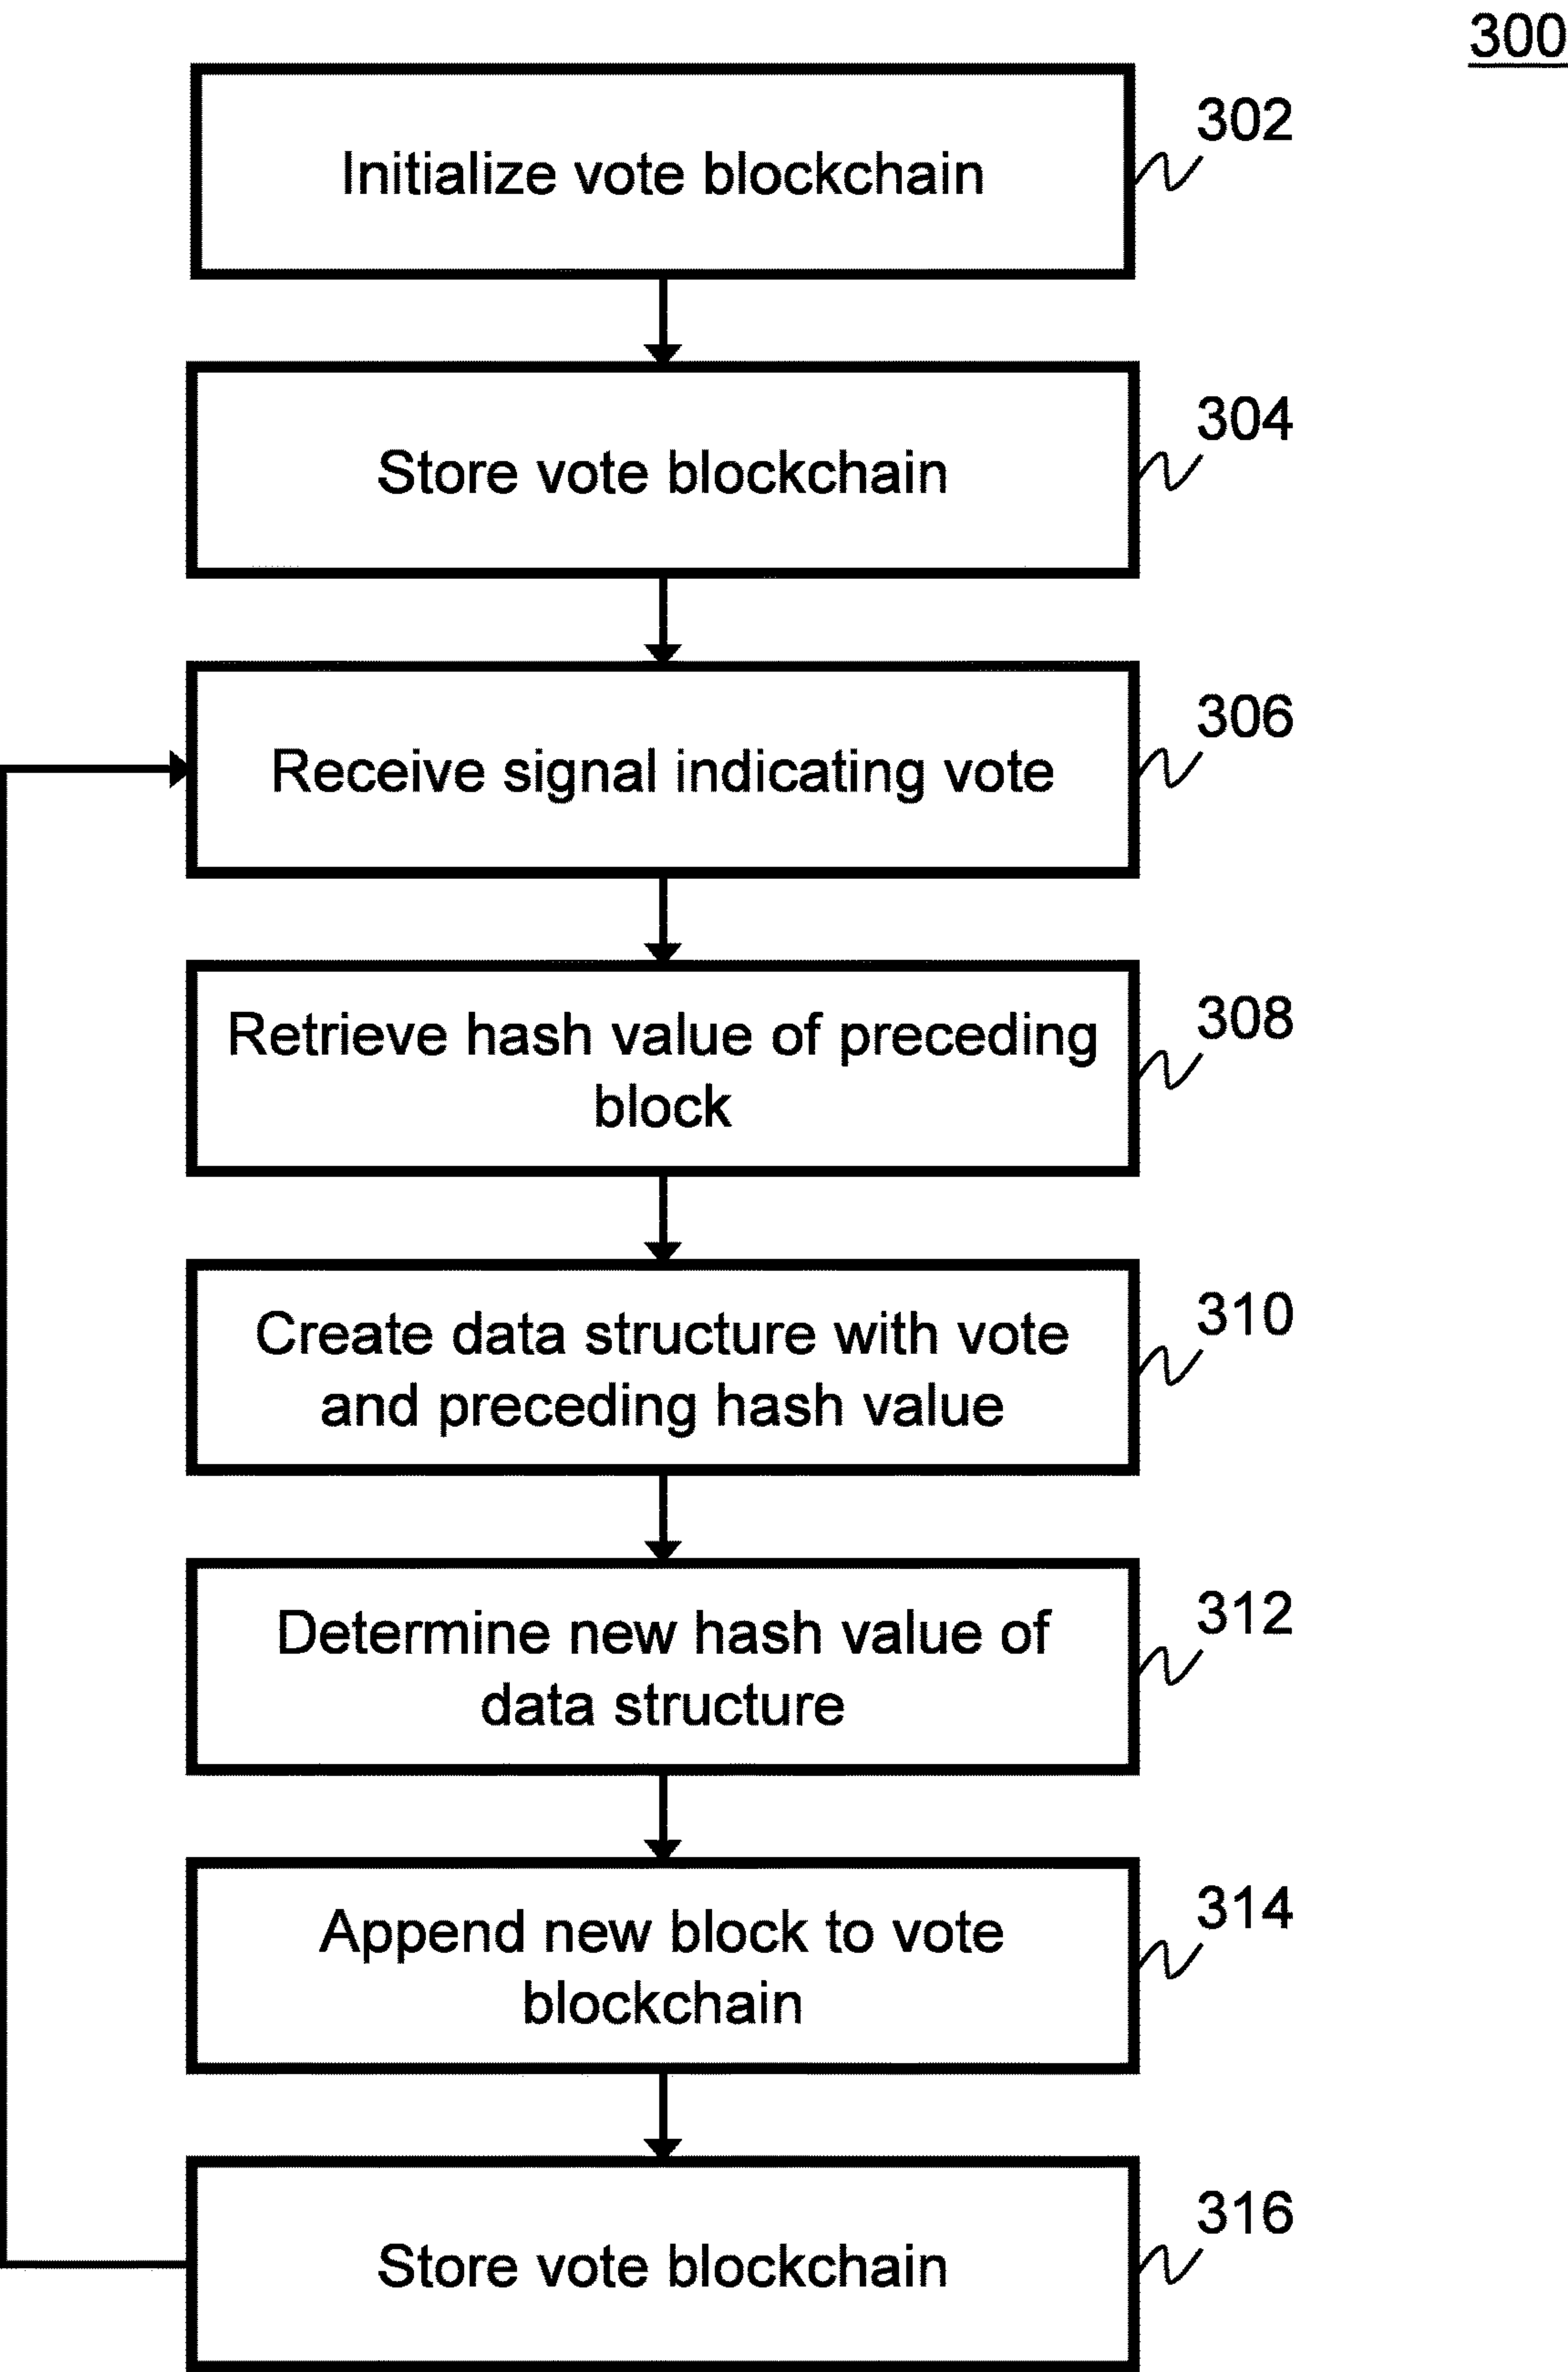 300
Initialize vote blockchain
302
Store vote blockchain
304
Receive signal indicating vote
306
Retrieve hash value of preceding
block
308
Create data structure with vote
and preceding hash value
310
Determine new hash value of
data structure
312
Append new block to vote
blockchain
314
Store vote blockchain
316